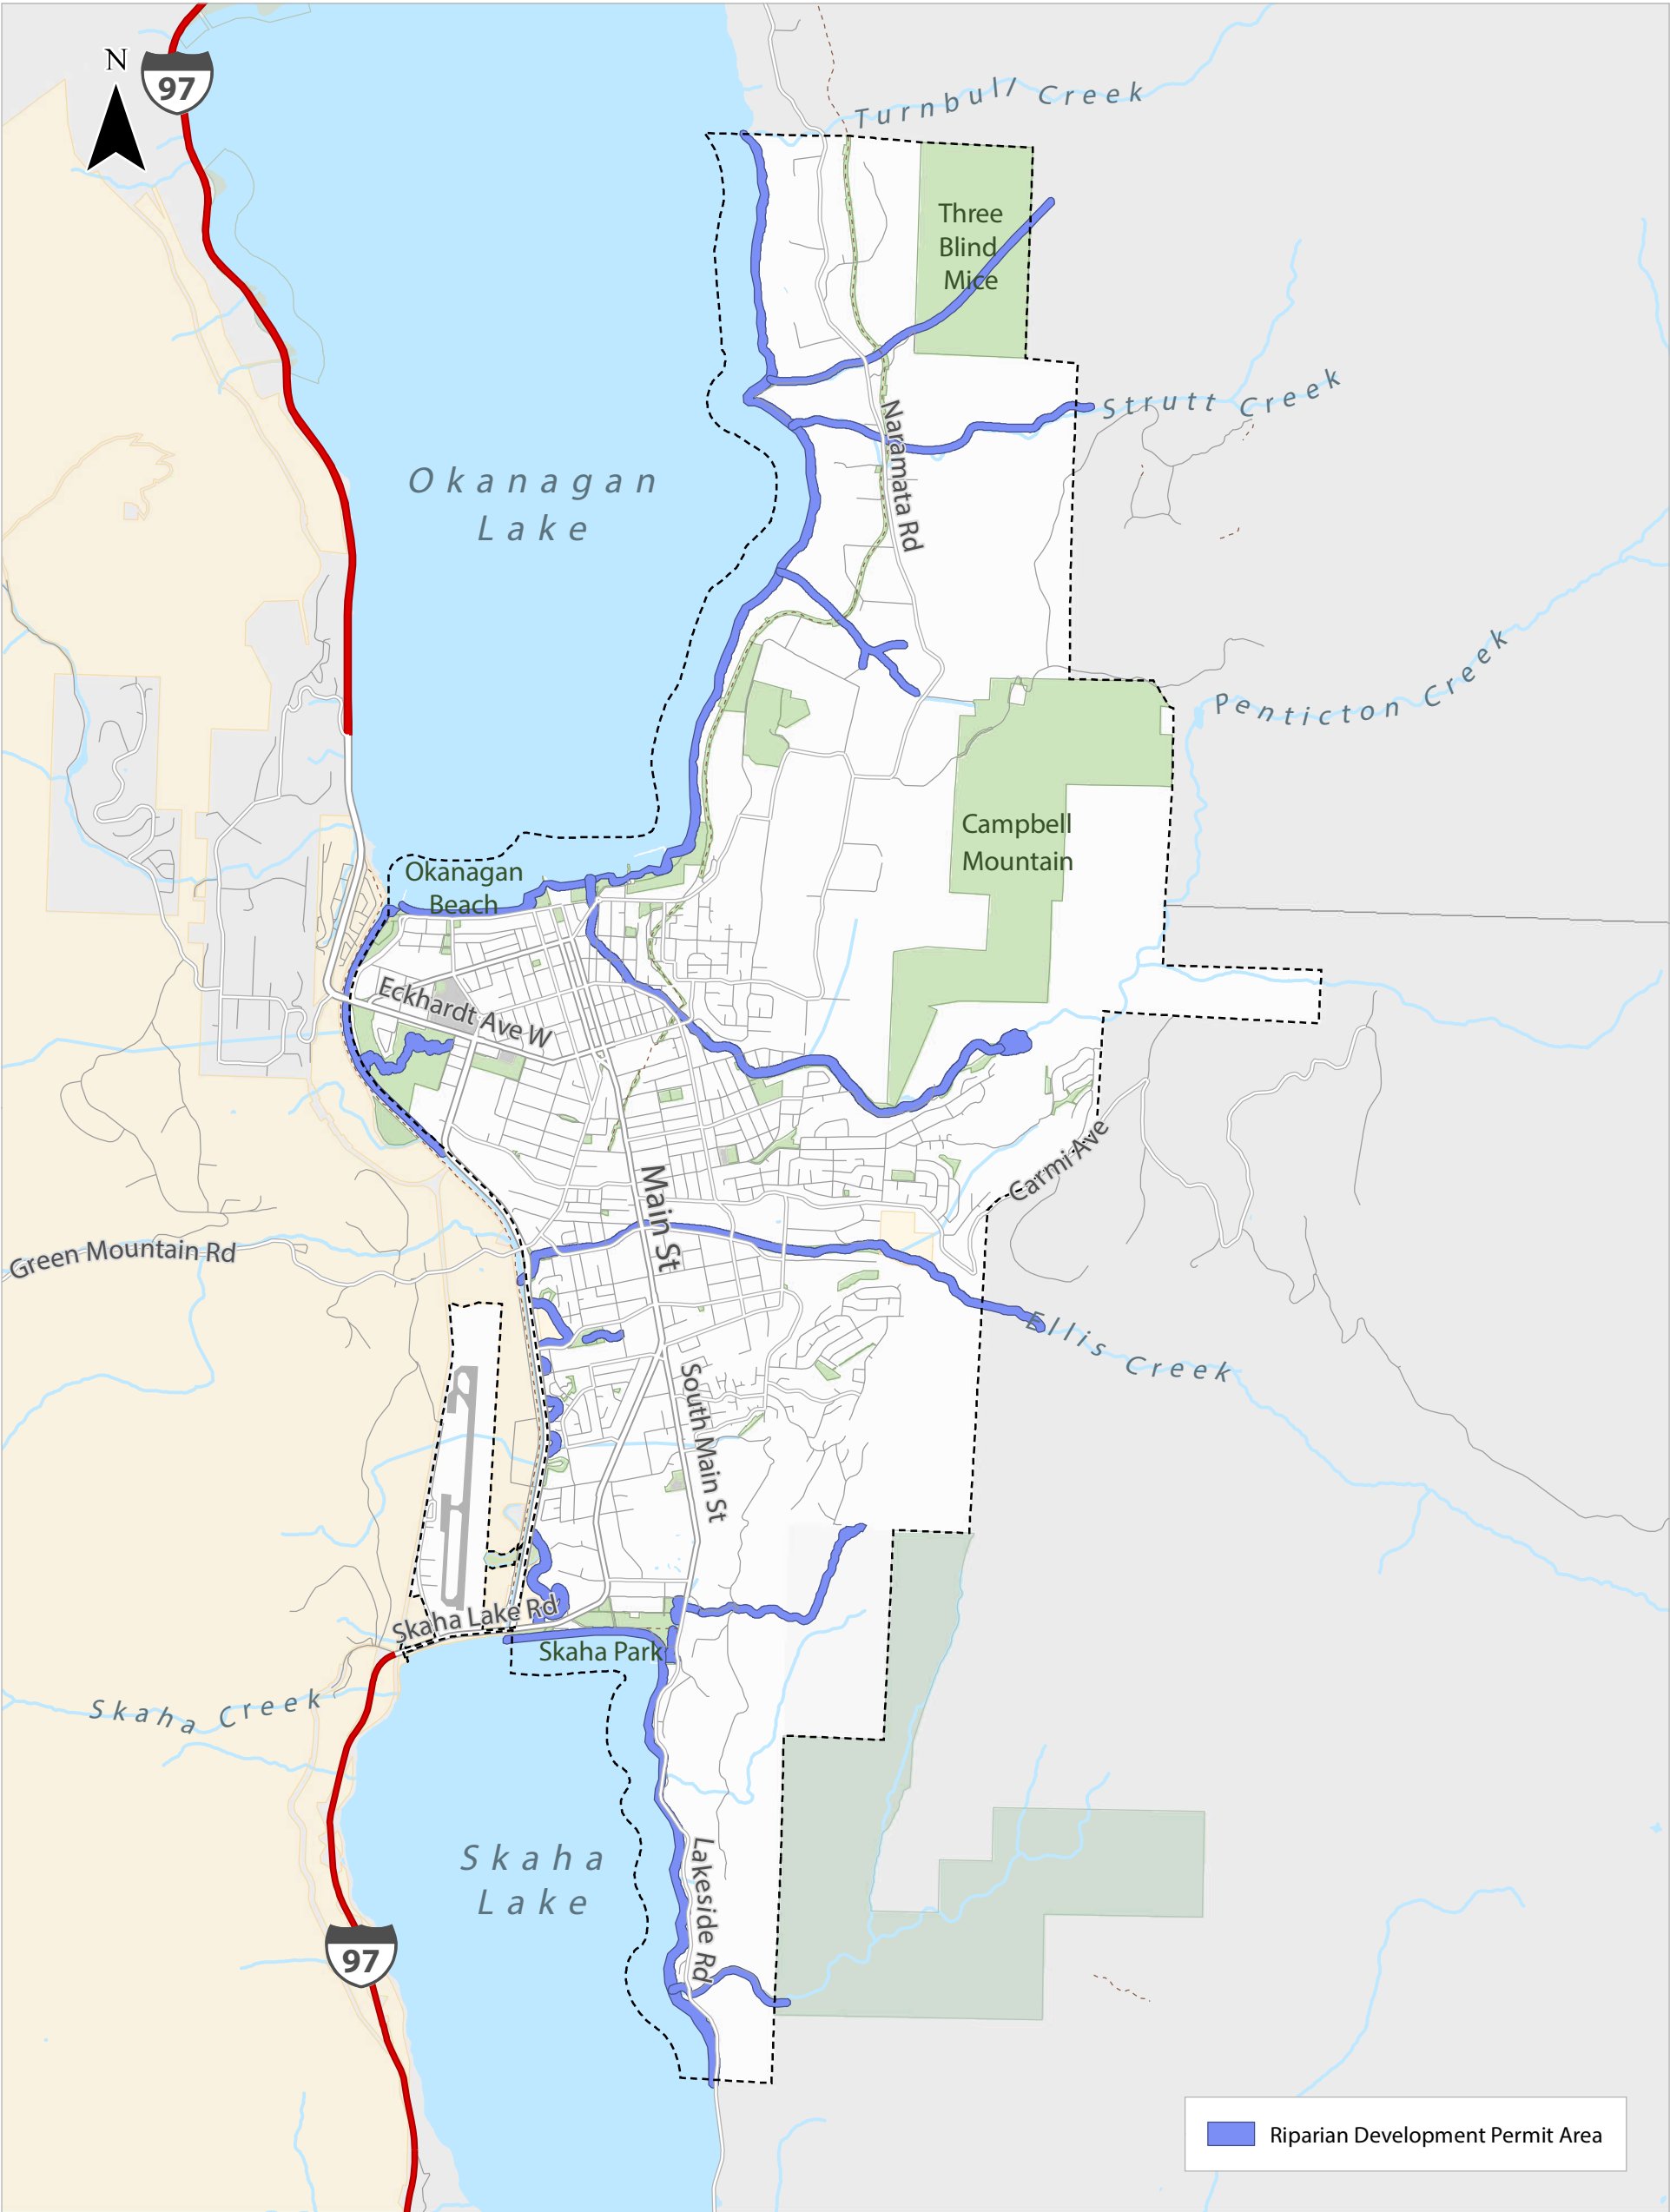 N
97
Turnbull Creek
Three
Blind
Mice
Strutt Creek
Naramata Rd
Okanagan
Lake
Penticton Creek
Campbell
Mountain
Okanagan
Beach
Eckhardt Ave W
Carmi Ave
Main St
Green Mountain Rd
Ellis Creek
South Main St
Skaha Lake Rd
Skaha Park
Skaha Creek
Skaha
Lake
Lakeside Rd
97
Riparian Development Permit Area